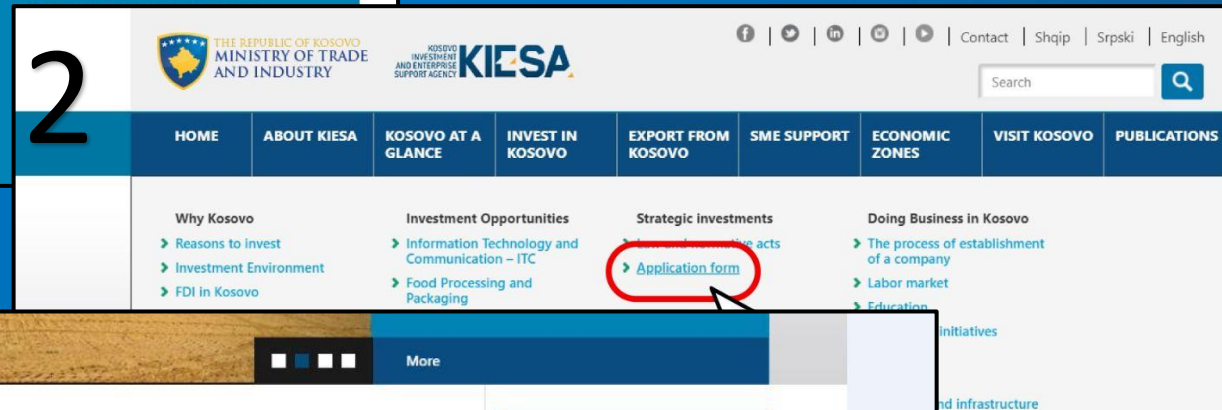 2
THE REPUBLIC OF KOSOVO
MINISTRY OF TRADE
AND INDUSTRY
KOSOVO
INVESTMENT
AND ENTERPRISE
SUPPORT AGENCY
KIESA
Contact | Shqip | Srpski | English
Search
HOME
ABOUT KIESA
KOSOVO AT A
GLANCE
INVEST IN
KOSOVO
EXPORT FROM
KOSOVO
SME SUPPORT
ECONOMIC
ZONES
VISIT KOSOVO
PUBLICATIONS
Why Kosovo
Reasons to invest
Investment Environment
FDI in Kosovo
Investment Opportunities
Information Technology and
Communication – ITC
Food Processing and
Packaging
Strategic investments
Law and normative acts
Application form
Doing Business in Kosovo
The process of establishment
of a company
Labor market
Education
initiatives
nd infrastructure
More